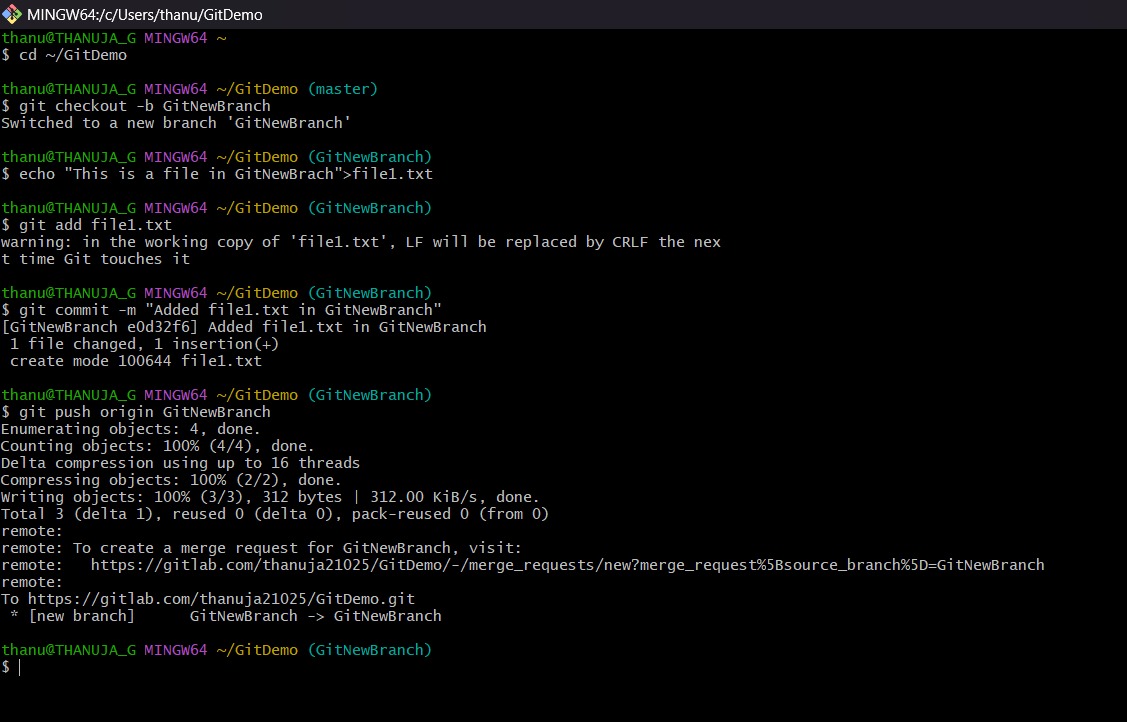 MINGW64:/c/Users/thanu/GitDemo
thanu@THANUJA_G MINGW64 ~
$ cd ~/GitDemo
thanu@THANUJA_G MINGW64 ~/GitDemo (master)
$ git checkout -b GitNewBranch
Switched to a new branch 'GitNewBranch'
thanu@THANUJA_G MINGW64 ~/GitDemo (GitNewBranch)
$ echo "This is a file in GitNewBrach">file1.txt
thanu@THANUJA_G MINGW64 ~/GitDemo (GitNewBranch)
$ git add file1.txt
warning: in the working copy of 'file1.txt', LF will be replaced by CRLF the nex
t time Git touches it
thanu@THANUJA_G MINGW64 ~/GitDemo (GitNewBranch)
$ git commit -m "Added file1.txt in GitNewBranch"
[GitNewBranch e0d32f6] Added file1.txt in GitNewBranch
 1 file changed, 1 insertion(+)
 create mode 100644 file1.txt
thanu@THANUJA_G MINGW64 ~/GitDemo (GitNewBranch)
$ git push origin GitNewBranch
Enumerating objects: 4, done.
Counting objects: 100% (4/4), done.
Delta compression using up to 16 threads
Compressing objects: 100% (2/2), done.
Writing objects: 100% (3/3), 312 bytes | 312.00 KiB/s, done.
Total 3 (delta 1), reused 0 (delta 0), pack-reused 0 (from 0)
remote:
remote: To create a merge request for GitNewBranch, visit:
remote:   https://gitlab.com/thanuja21025/GitDemo/-/merge_requests/new?merge_request%5Bsource_branch%5D=GitNewBranch
remote:
To https://gitlab.com/thanuja21025/GitDemo.git
 * [new branch]      GitNewBranch -> GitNewBranch
thanu@THANUJA_G MINGW64 ~/GitDemo (GitNewBranch)
$